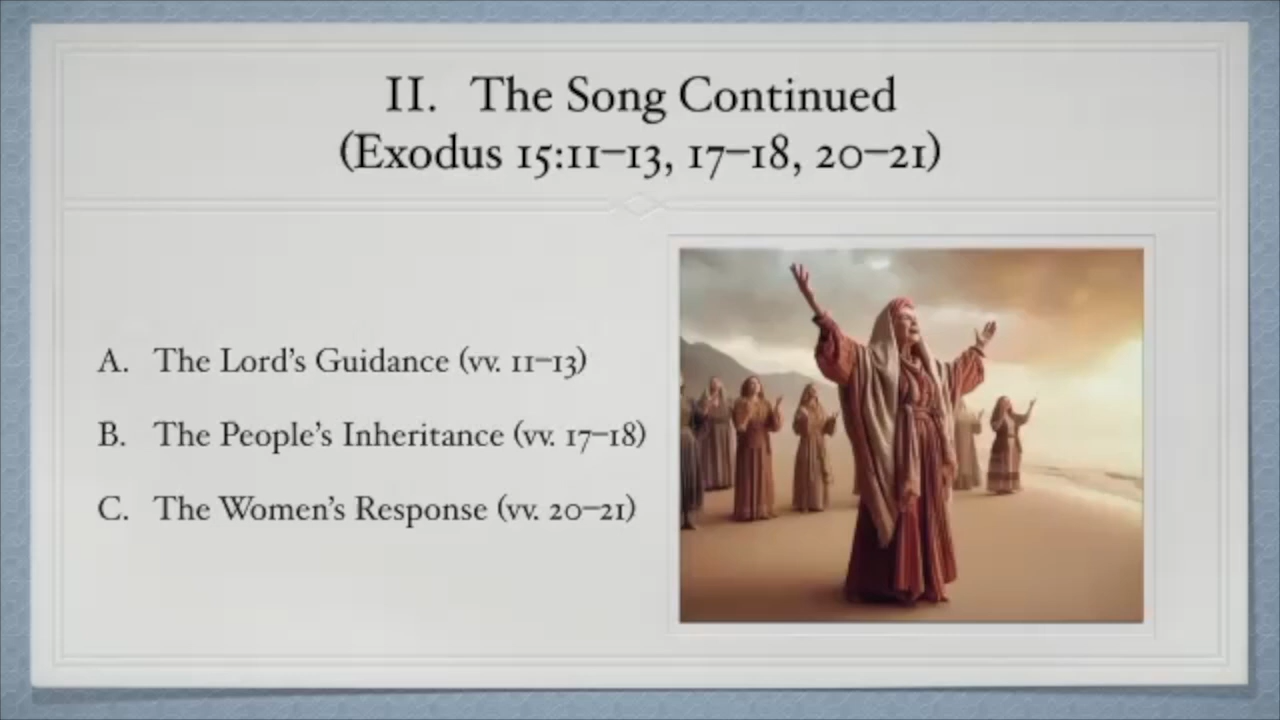 II. The Song Continued
(Exodus 15:11–13, 17–18, 20–21)
A. The Lord’s Guidance (vv. 11–13)
B. The People’s Inheritance (vv. 17–18)
C. The Women’s Response (vv. 20–21)